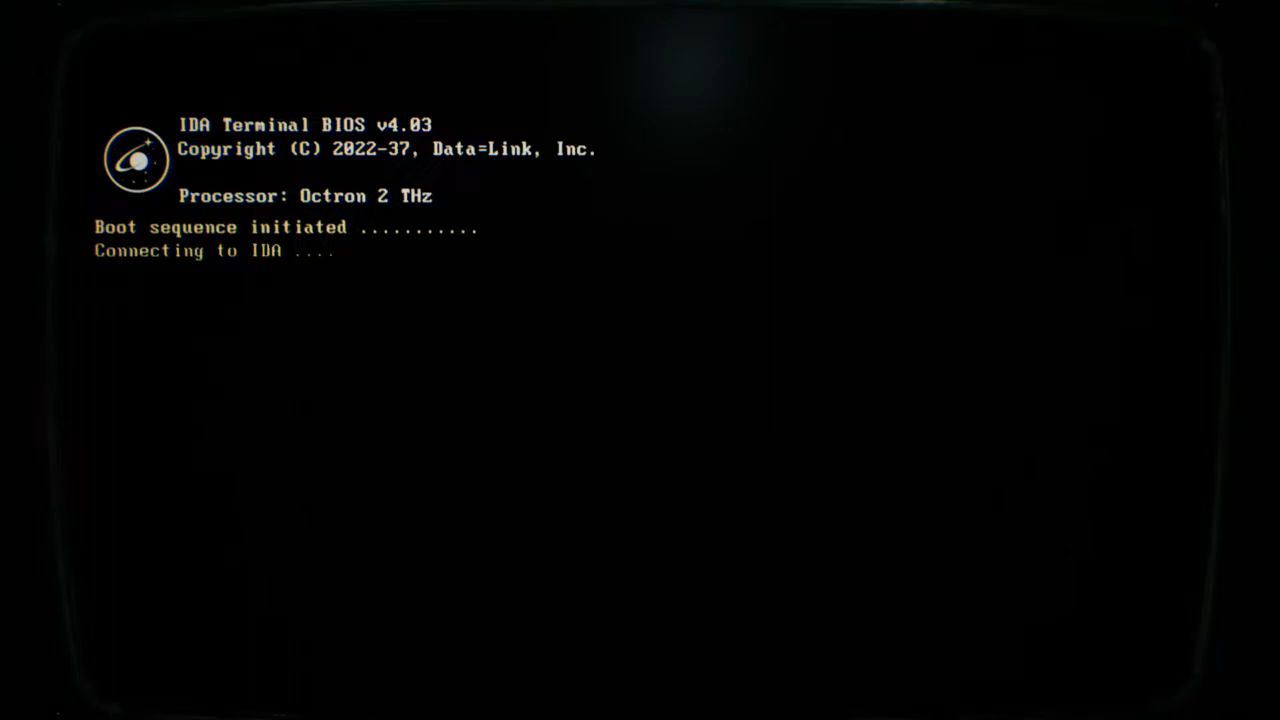 IDA Terminal BIOS v4.03
Copyright (C) 2022-37, Data=Link, Inc.
Processor: Octron 2 THz
Boot sequence initiated ...........
Connecting to IDA ....